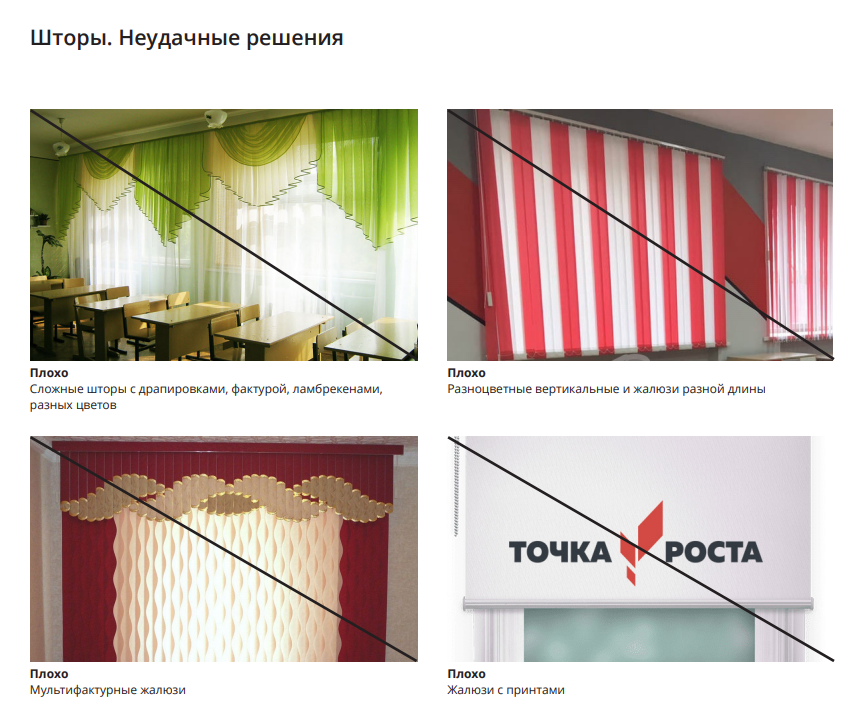 Шторы. Неудачные решения
Плохо
Сложные шторы с драпировками, фактурой, ламбрекенами,
разных цветов
Плохо
Разноцветные вертикальные и жалюзи разной длины
ТОЧКА РОСТА
Плохо
Мультифактурные жалюзи
Плохо
Жалюзи с принтами